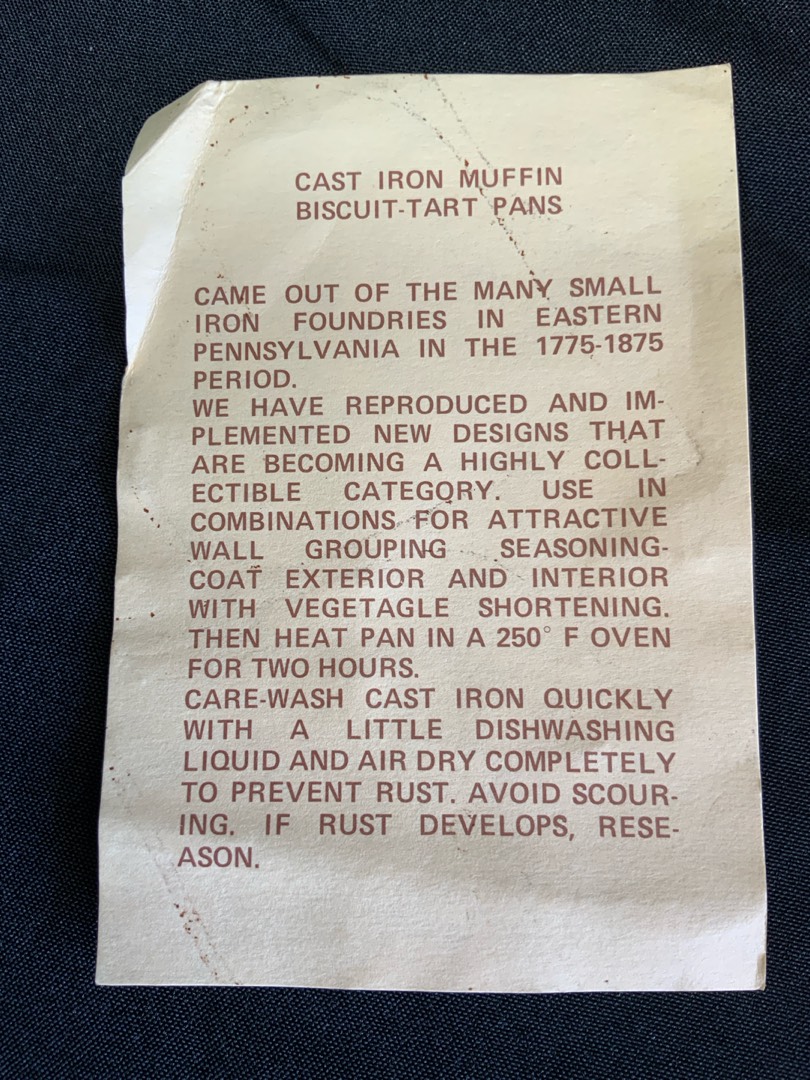 CAST IRON MUFFIN
BISCUIT-TART PANS
CAME OUT OF THE MANY SMALL
IRON FOUNDRIES IN EASTERN
PENNSYLVANIA IN THE 1775-1875
PERIOD.
WE HAVE REPRODUCED AND IM-
PLEMENTED NEW DESIGNS THAT
ARE BECOMING A HIGHLY COLL-
ECTIBLE CATEGORY. USE IN
COMBINATIONS FOR ATTRACTIVE
WALL GROUPING SEASONING-
COAT EXTERIOR AND INTERIOR
WITH VEGETAGLE SHORTENING.
THEN HEAT PAN IN A 250° F OVEN
FOR TWO HOURS.
CARE-WASH CAST IRON QUICKLY
WITH A LITTLE DISHWASHING
LIQUID AND AIR DRY COMPLETELY
TO PREVENT RUST. AVOID SCOUR-
ING. IF RUST DEVELOPS, RESE-
ASON.